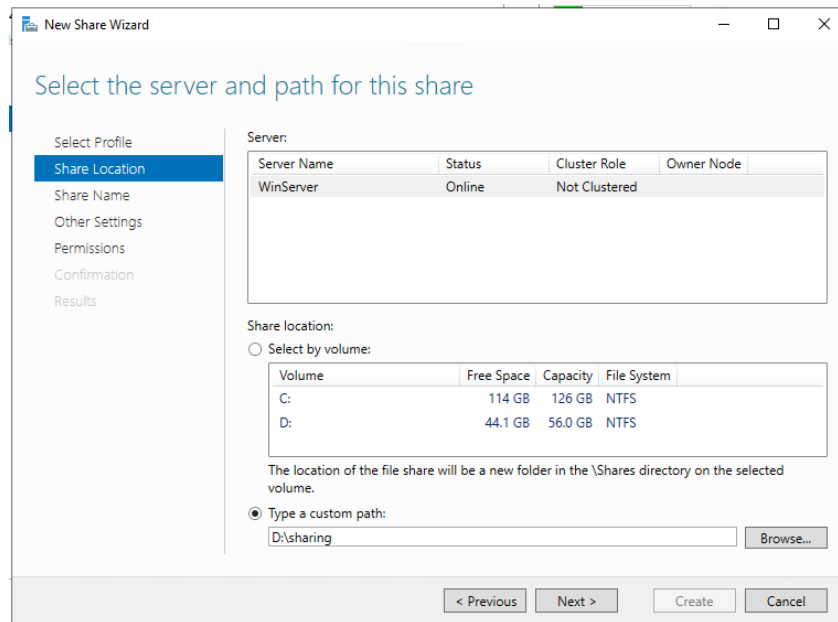 New Share Wizard
Select the server and path for this share
Select Profile
Share Location
Share Name
Other Settings
Permissions
Confirmation
Results
Server:
Server Name Status Cluster Role Owner Node
WinServer Online Not Clustered
Share location:
Select by volume:
Volume Free Space Capacity File System
C: 114 GB 126 GB NTFS
D: 44.1 GB 56.0 GB NTFS
The location of the file share will be a new folder in the \Shares directory on the selected
volume.
Type a custom path:
D:\sharing Browse...
< Previous Next > Create Cancel